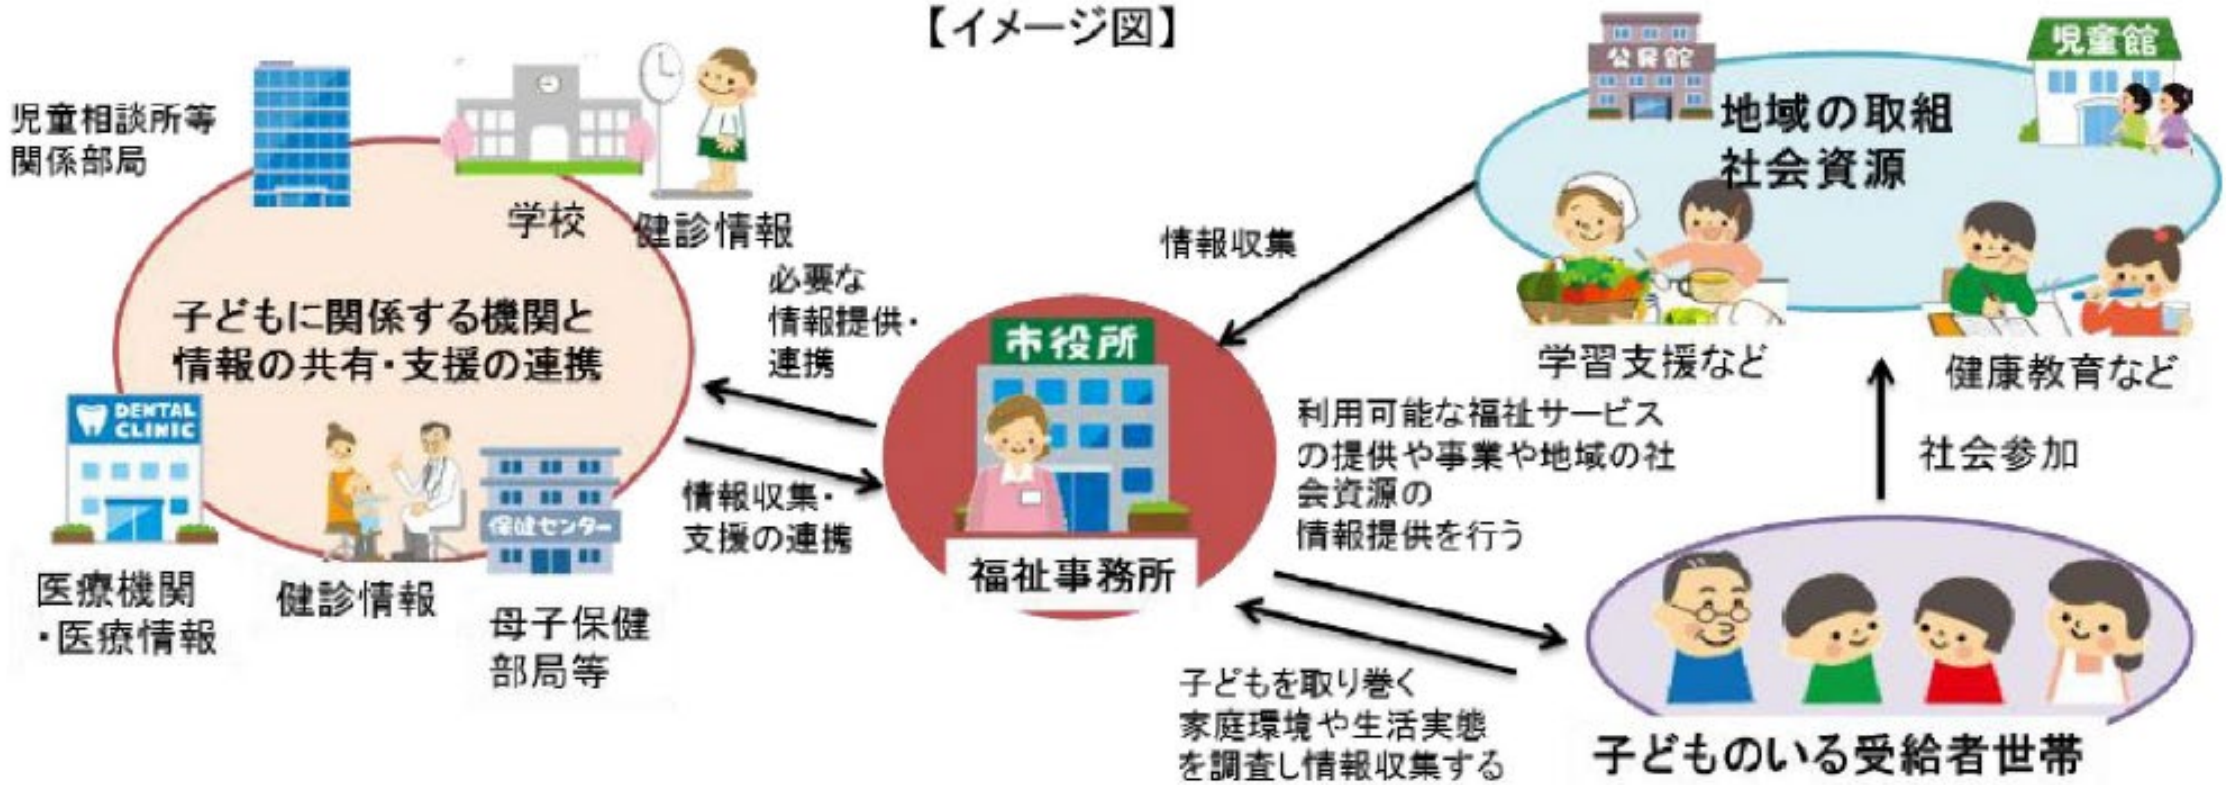 【イメージ図】
児童相談所等
関係部局
学校
健診情報
子どもに関係する機関と
情報の共有・支援の連携
DENTAL
CLINIC
保健センター
医療機関
・医療情報
健診情報
母子保健
部局等
必要な
情報提供・
連携
情報収集・
支援の連携
市役所
福祉事務所
情報収集
公民館
児童館
地域の取組
社会資源
学習支援など
健康教育など
利用可能な福祉サービス
の提供や事業や地域の社
会資源の
情報提供を行う
社会参加
子どもを取り巻く
家庭環境や生活実態
を調査し情報収集する
子どものいる受給者世帯